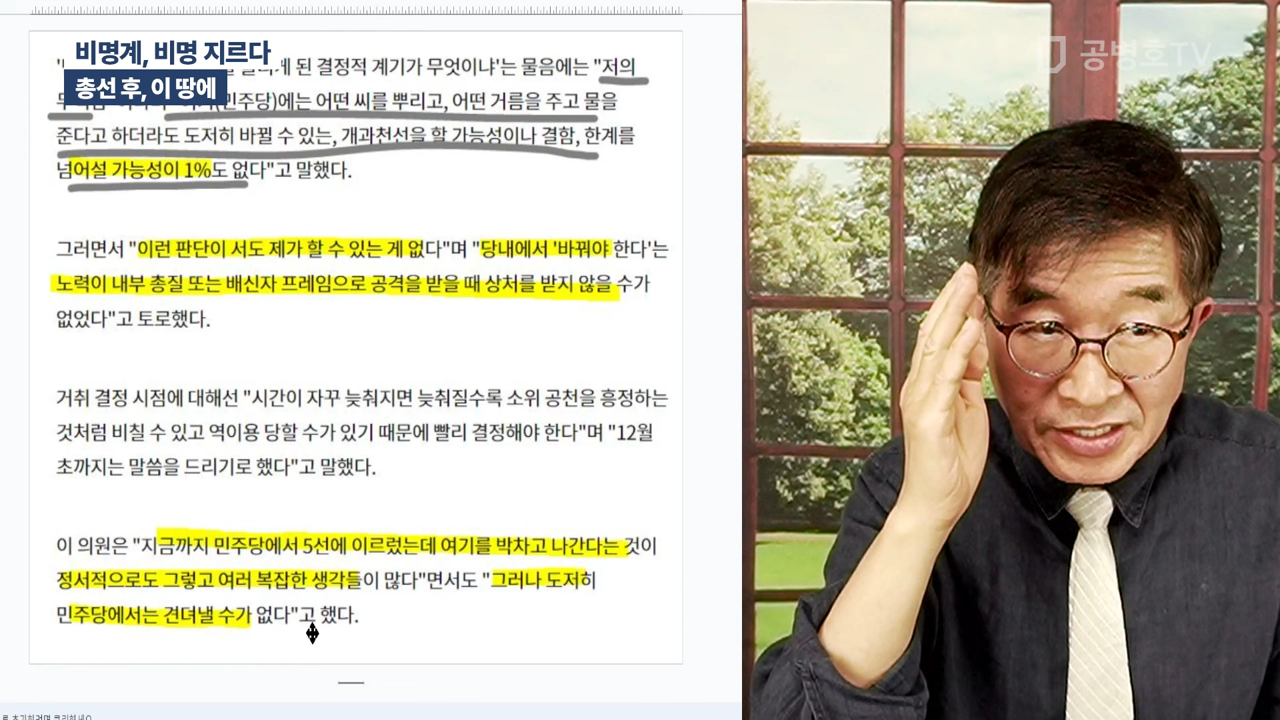 비명계, 비명 지르다
총선 후, 이 땅에
공병호TV
된 결정적 계기가 무엇이냐'는 물음에는 "저의
(민주당)에는 어떤 씨를 뿌리고, 어떤 거름을 주고 물을
준다고 하더라도 도저히 바뀔 수 있는, 개과천선을 할 가능성이나 결함, 한계를
넘어설 가능성이 1%도 없다"고 말했다.
그러면서 "이런 판단이 서도 제가 할 수 있는 게 없다"며 "당내에서 '바꿔야 한다'는
노력이 내부 총질 또는 배신자 프레임으로 공격을 받을 때 상처를 받지 않을 수가
없었다"고 토로했다.
거취 결정 시점에 대해선 "시간이 자꾸 늦춰지면 늦춰질수록 소위 공천을 흥정하는
것처럼 비칠 수 있고 역이용 당할 수가 있기 때문에 빨리 결정해야 한다"며 "12월
초까지는 말씀을 드리기로 했다"고 말했다.
이 의원은 "지금까지 민주당에서 5선에 이르렀는데 여기를 박차고 나간다는 것이
정서적으로도 그렇고 여러 복잡한 생각들이 많다"면서도 "그러나 도저히
민주당에서는 견뎌낼 수가 없다"고 했다.